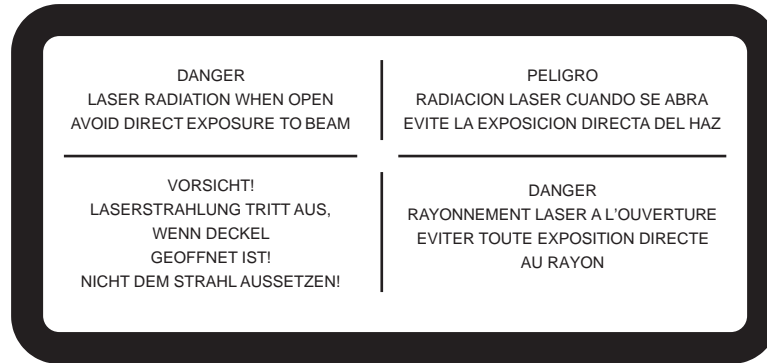 DANGER
LASER RADIATION WHEN OPEN
AVOID DIRECT EXPOSURE TO BEAM
PELIGRO
RADIACION LASER CUANDO SE ABRA
EVITE LA EXPOSICION DIRECTA DEL HAZ
VORSICHT!
LASERSTRAHLUNG TRITT AUS,
WENN DECKEL
GEOFFNET IST!
NICHT DEM STRAHL AUSSETZEN!
DANGER
RAYONNEMENT LASER A L'OUVERTURE
EVITER TOUTE EXPOSITION DIRECTE
AU RAYON